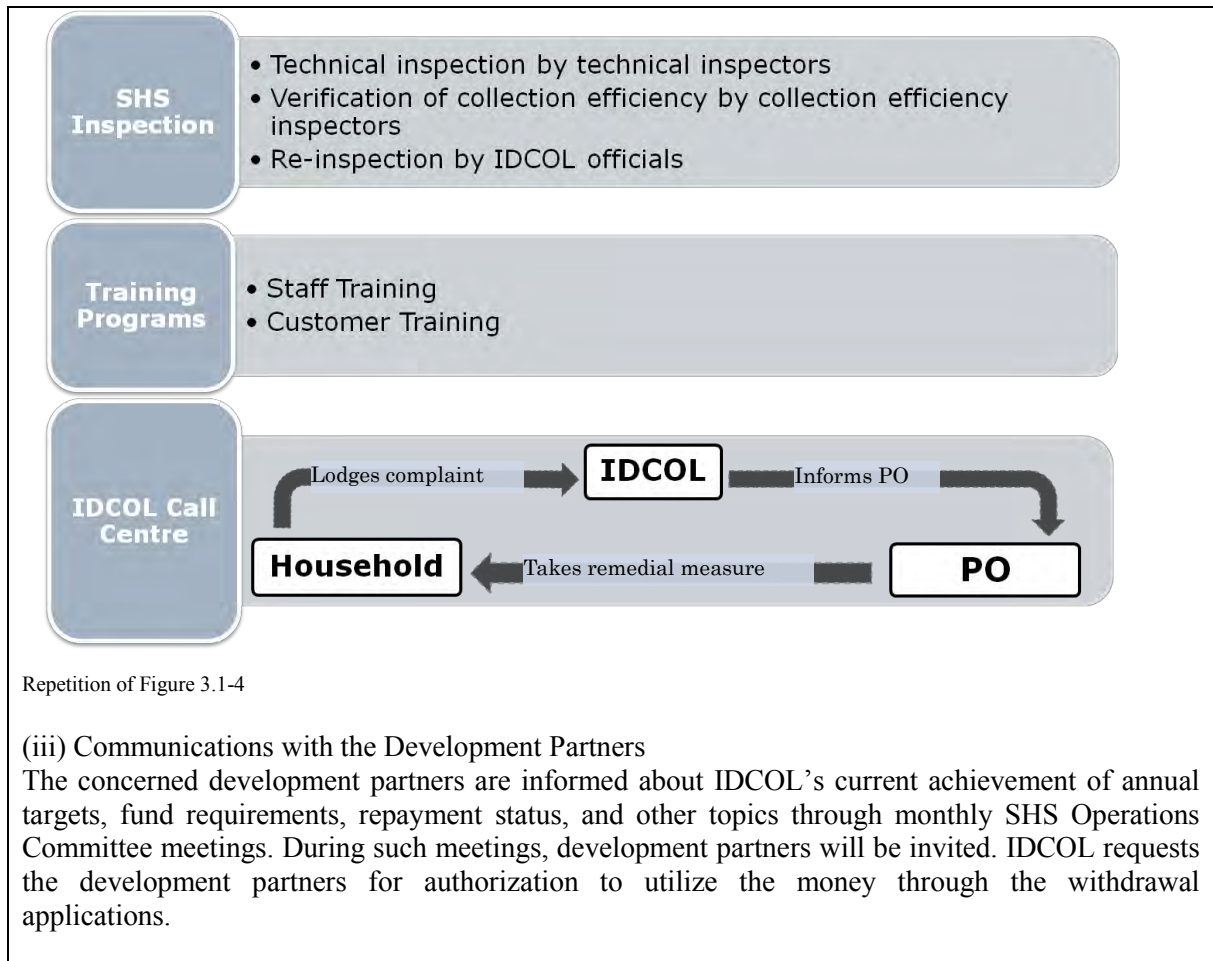 SHS
Inspection
• Technical inspection by technical inspectors
• Verification of collection efficiency by collection efficiency
inspectors
• Re-inspection by IDCOL officials
Training
Programs
• Staff Training
• Customer Training
IDCOL Call
Centre
Lodges complaint
IDCOL
Informs PO
Household
Takes remedial measure
PO
Repetition of Figure 3.1-4
(iii) Communications with the Development Partners
The concerned development partners are informed about IDCOL’s current achievement of annual
targets, fund requirements, repayment status, and other topics through monthly SHS Operations
Committee meetings. During such meetings, development partners will be invited. IDCOL requests
the development partners for authorization to utilize the money through the withdrawal
applications.